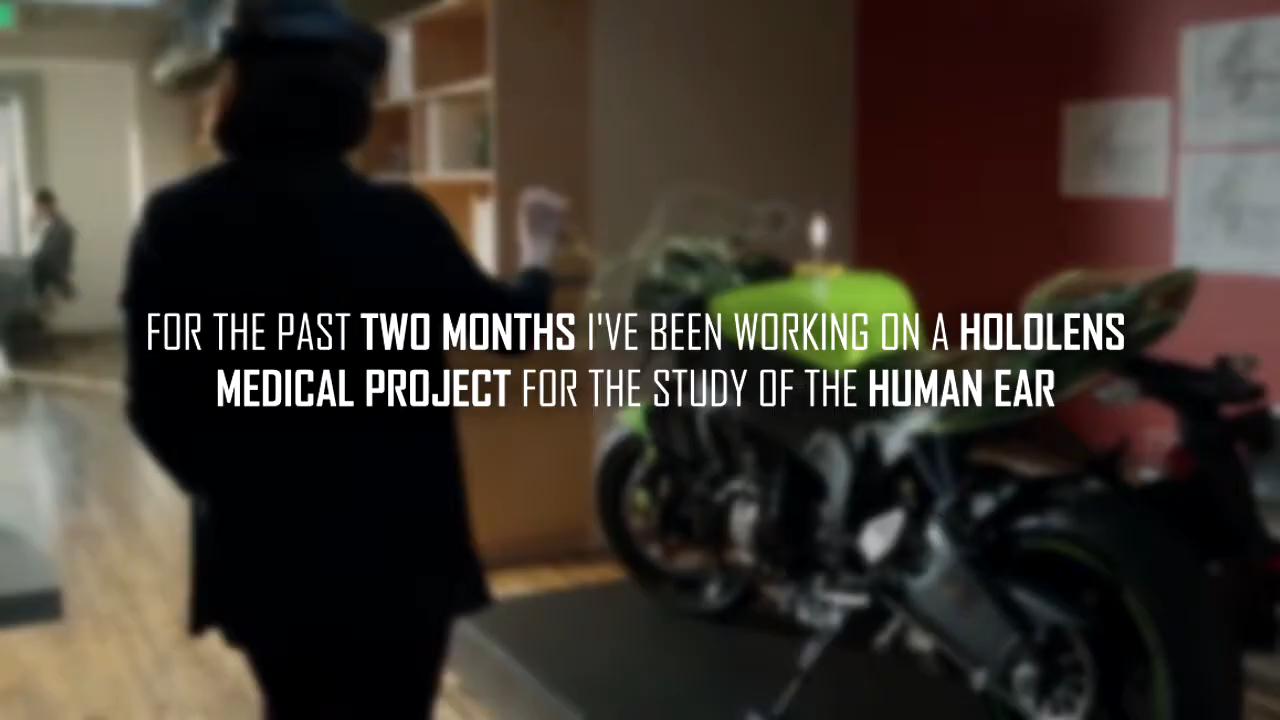 FOR THE PAST TWO MONTHS I'VE BEEN WORKING ON A HOLOLENS
MEDICAL PROJECT FOR THE STUDY OF THE HUMAN EAR